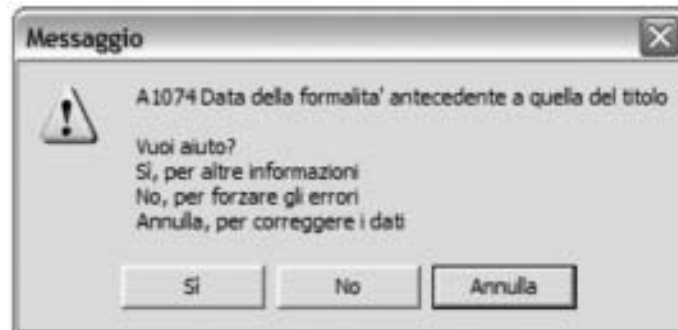 Messaggio
A1074 Data della formalita' antecedente a quella del titolo
Vuoi aiuto?
Sì, per altre informazioni
No, per forzare gli errori
Annulla, per correggere i dati
Sì No Annulla